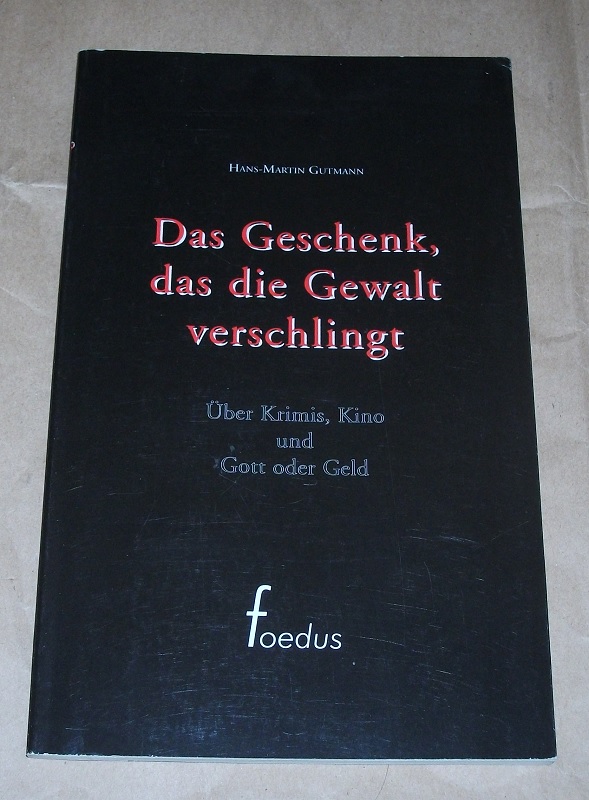 Hans-Martin Gutmann
Das Geschenk,
das die Gewalt
verschlingt
Über Krimis, Kino
und
Gott oder Geld
foedus